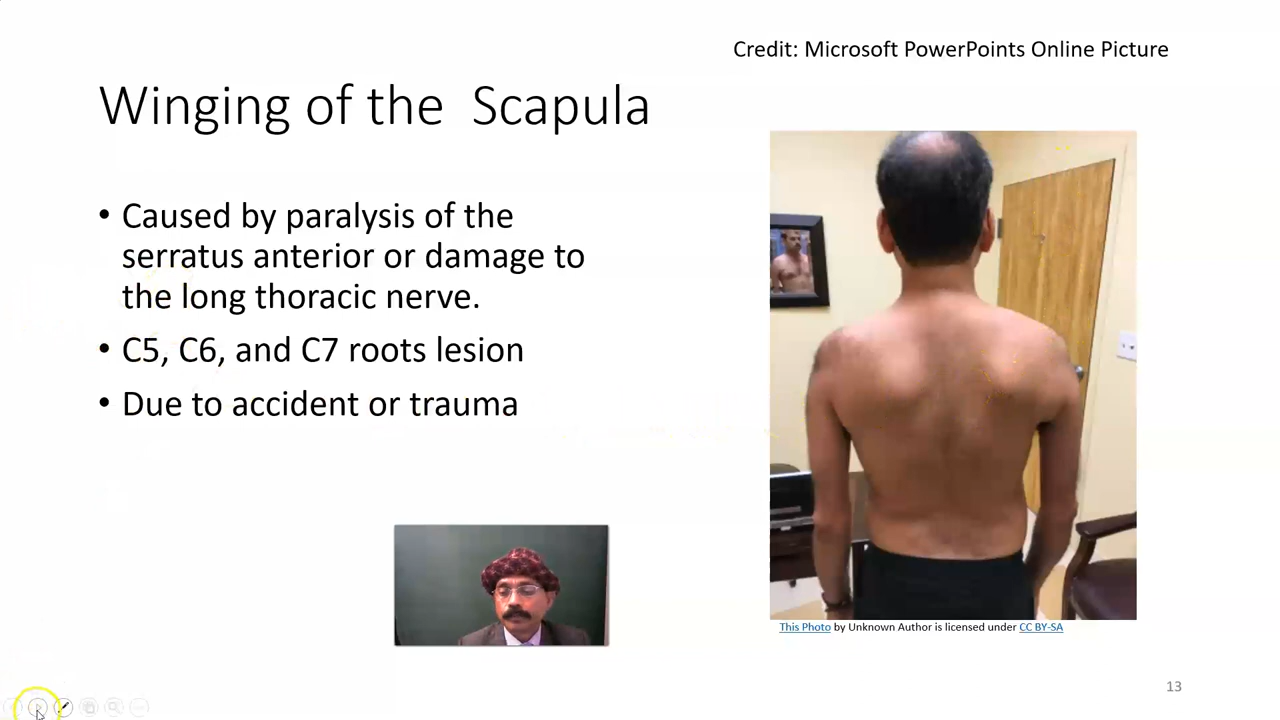 Credit: Microsoft PowerPoints Online Picture
Winging of the Scapula
• Caused by paralysis of the
serratus anterior or damage to
the long thoracic nerve.
• C5, C6, and C7 roots lesion
• Due to accident or trauma
This Photo by Unknown Author is licensed under CC BY-SA
13